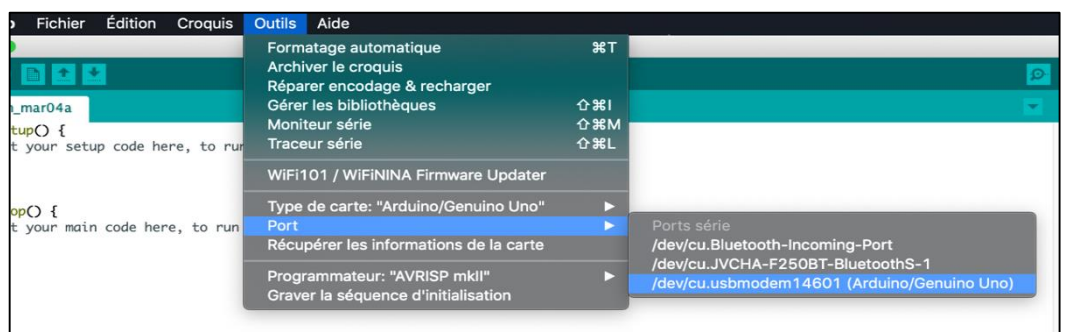 Fichier Édition Croquis Outils Aide
_mar04a
tup() {
t your setup code here, to rur
op() {
t your main code here, to run
Formatage automatique ⌘T
Archiver le croquis
Réparer encodage & recharger
Gérer les bibliothèques ⇧⌘I
Moniteur série ⇧⌘M
Traceur série ⇧⌘L
WiFi101 / WiFiNINA Firmware Updater
Type de carte: "Arduino/Genuino Uno" ▶
Port ▶
Récupérer les informations de la carte
Programmateur: "AVRISP mkII" ▶
Graver la séquence d'initialisation
Ports série
/dev/cu.Bluetooth-Incoming-Port
/dev/cu.JVCHA-F250BT-BluetoothS-1
/dev/cu.usbmodem14601 (Arduino/Genuino Uno)